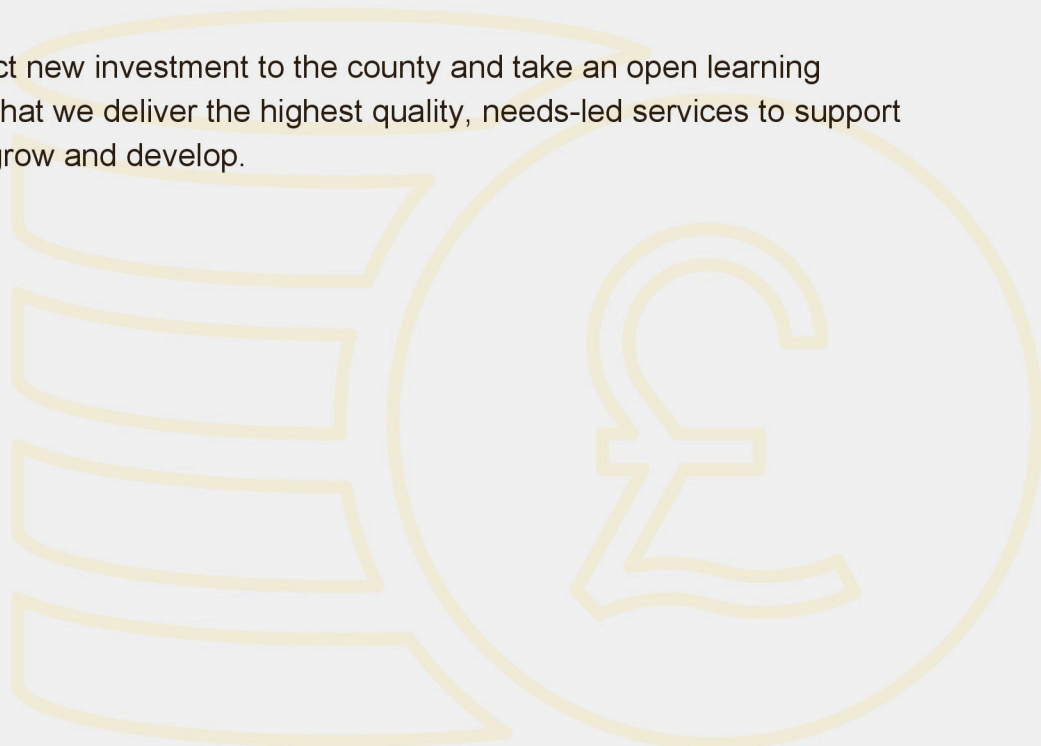 ct new investment to the county and take an open learning
hat we deliver the highest quality, needs-led services to support
grow and develop.
£